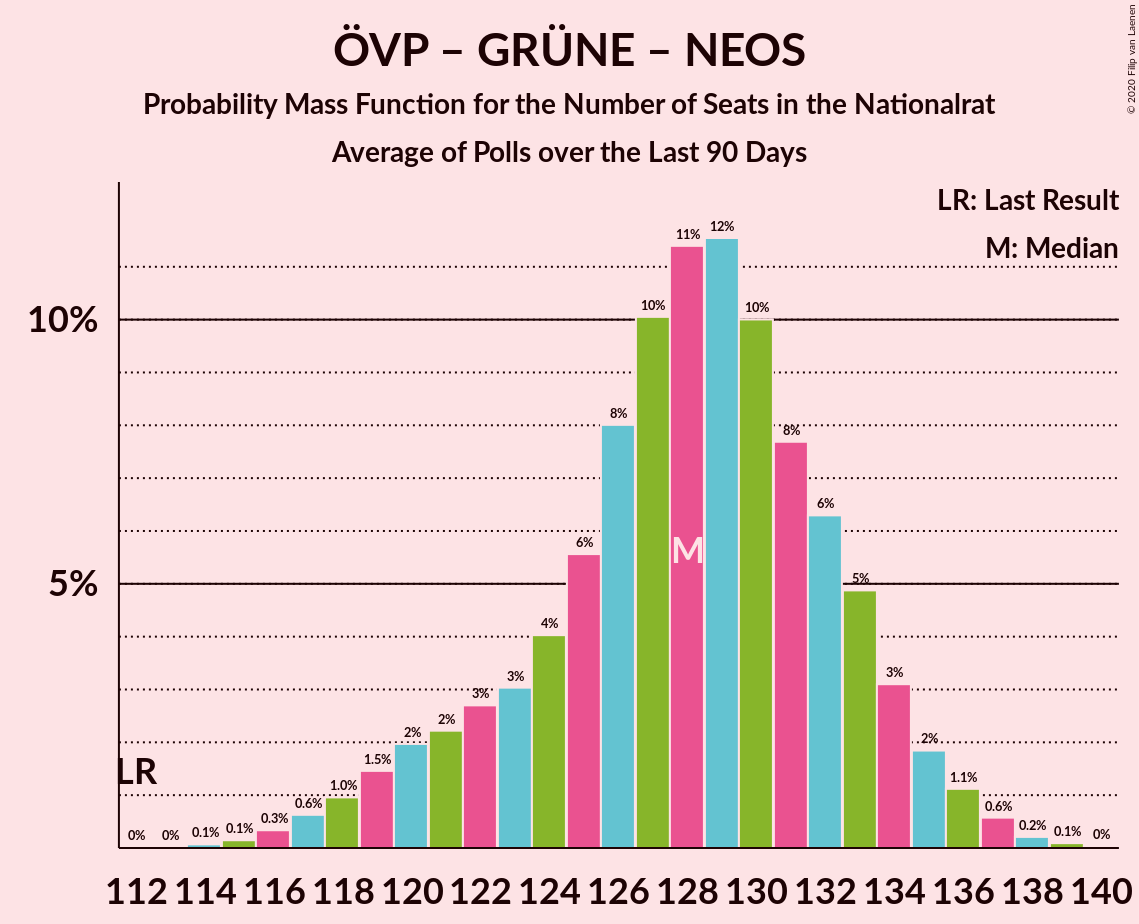 ÖVP – GRÜNE – NEOS
Probability Mass Function for the Number of Seats in the Nationalrat
Average of Polls over the Last 90 Days
© 2020 Filip van Laenen
LR: Last Result
M: Median
10%
5%
0% 0% 0.1% 0.1% 0.3% 0.6% 1.0% 1.5% 2% 2% 3% 3% 4% 6% 8% 10% 11% 12% 10% 8% 6% 5% 3% 2% 1.1% 0.6% 0.2% 0.1% 0%
M
LR
112 114 116 118 120 122 124 126 128 130 132 134 136 138 140